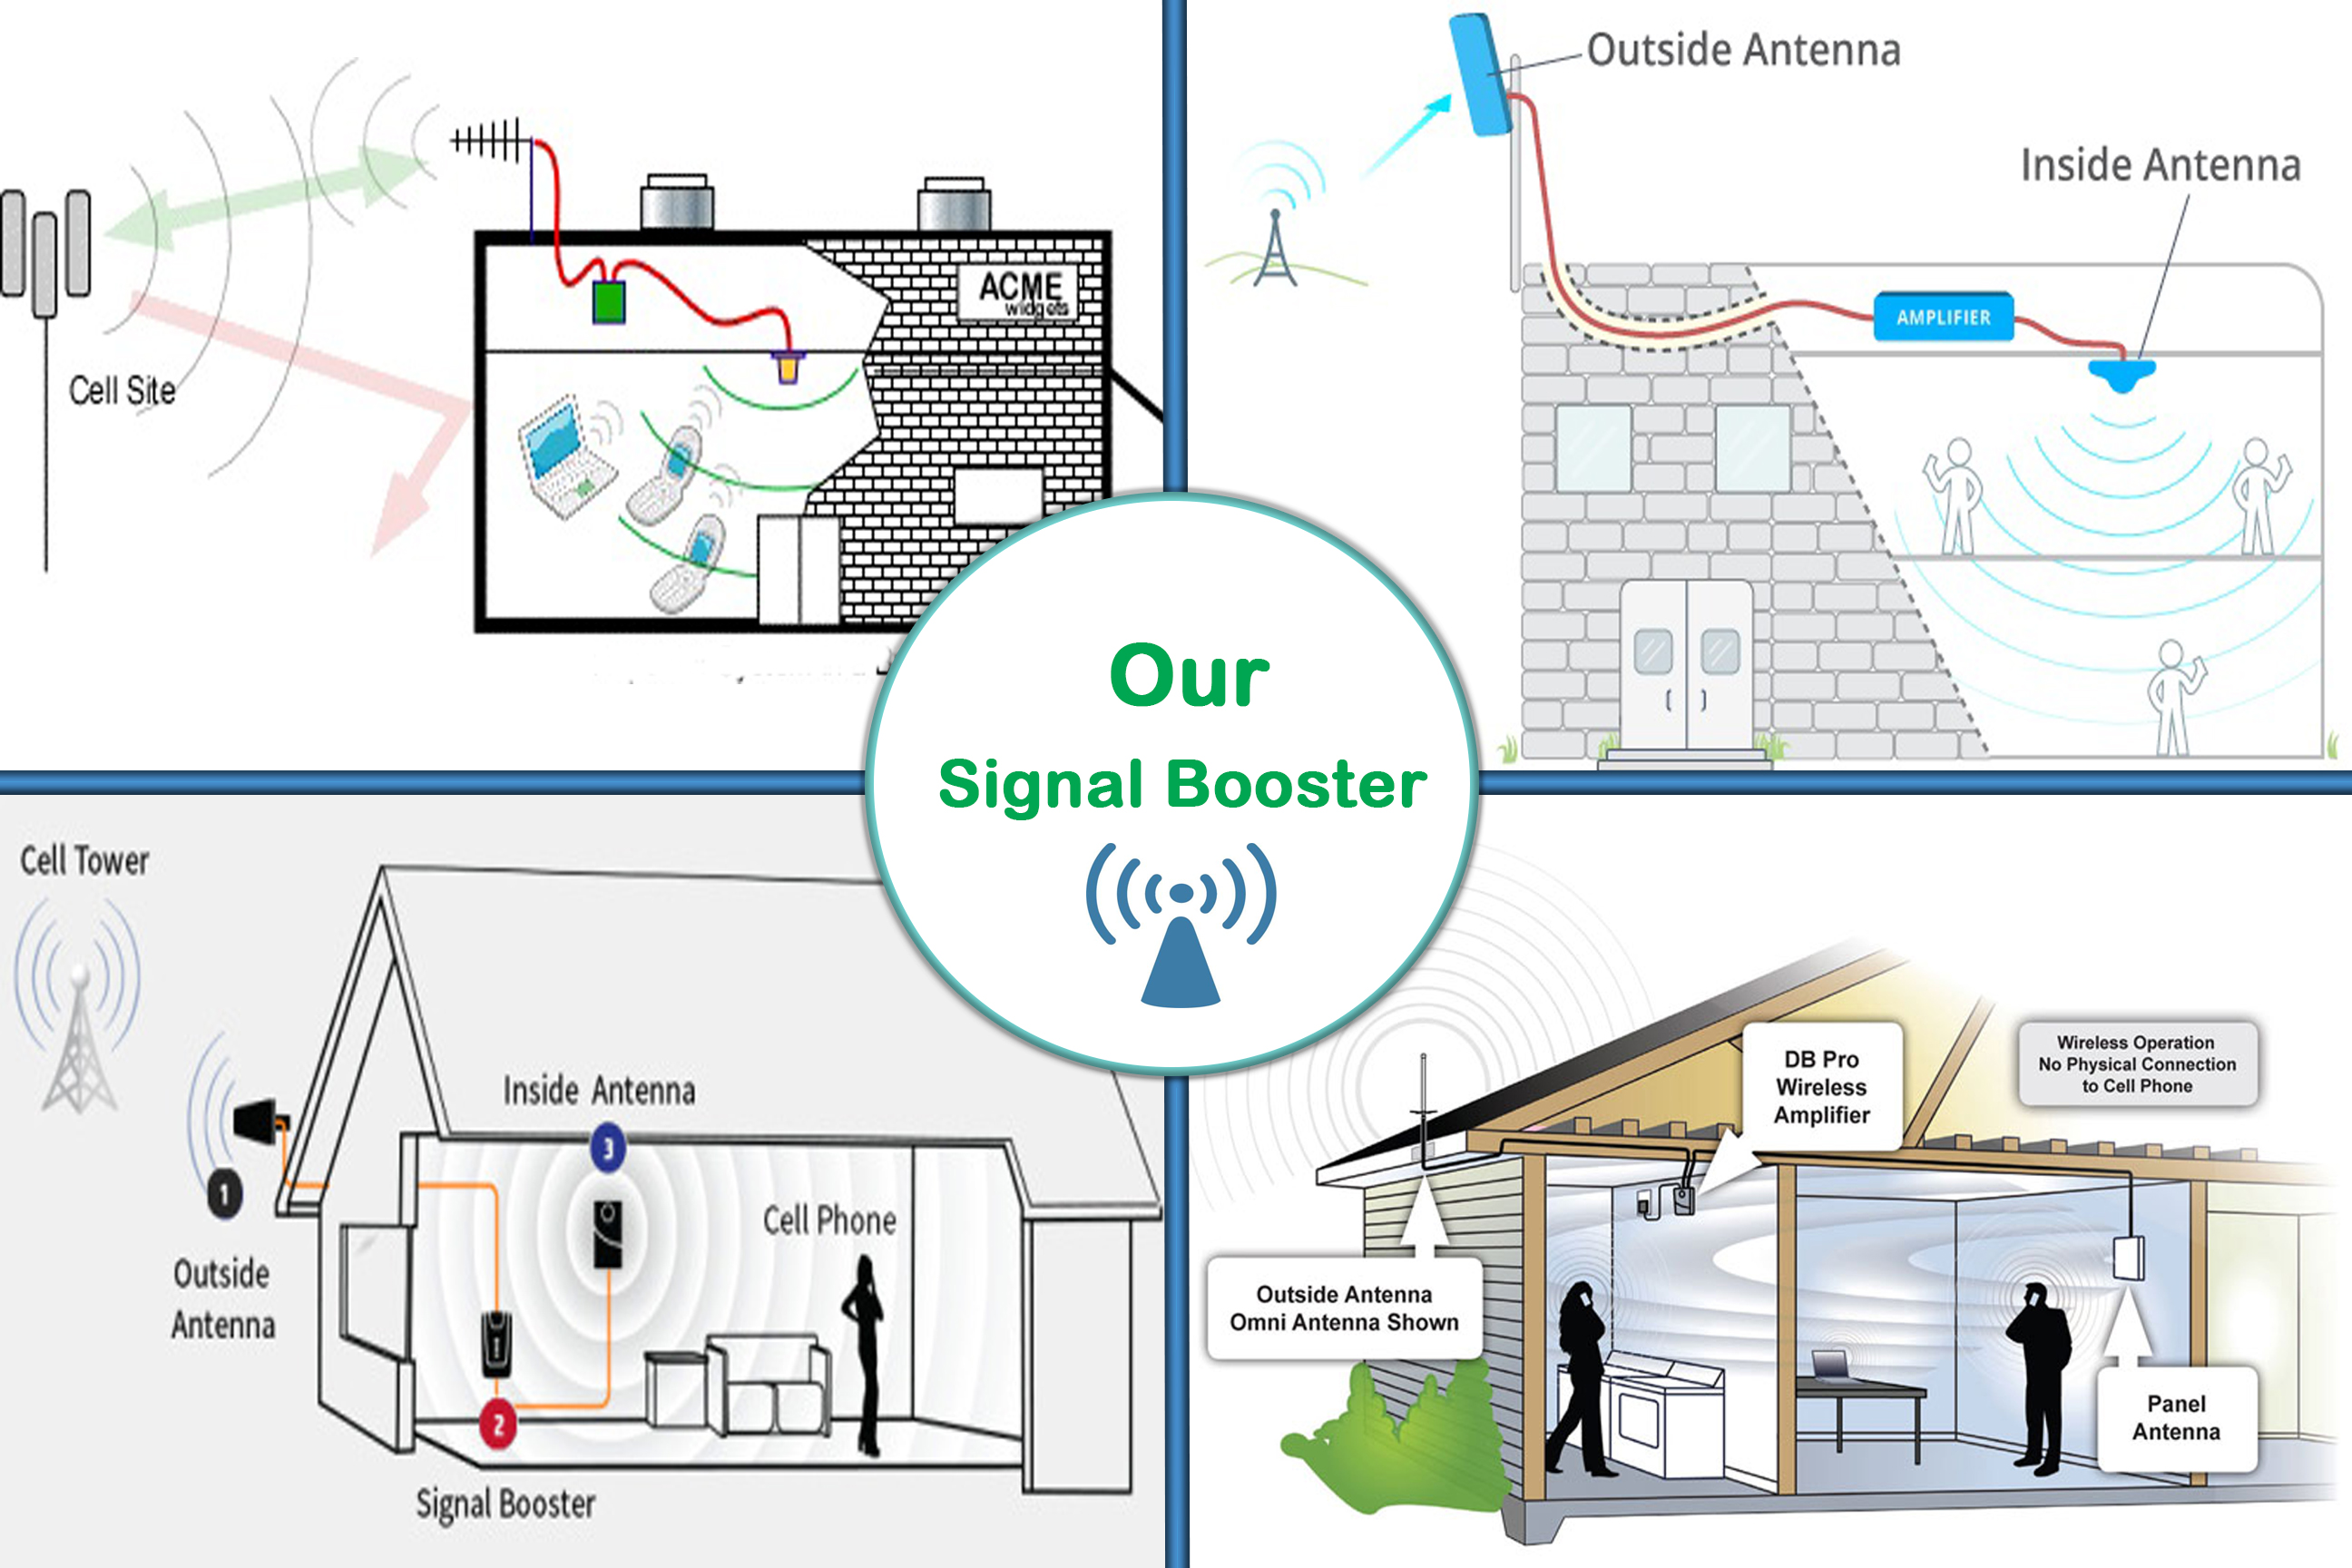 Cell Site
ACME
widgets
Outside Antenna
Inside Antenna
AMPLIFIER
Our
Signal Booster
Cell Tower
1
Outside
Antenna
Inside Antenna
3
Cell Phone
2
Signal Booster
DB Pro
Wireless
Amplifier
Wireless Operation
No Physical Connection
to Cell Phone
Outside Antenna
Omni Antenna Shown
Panel
Antenna